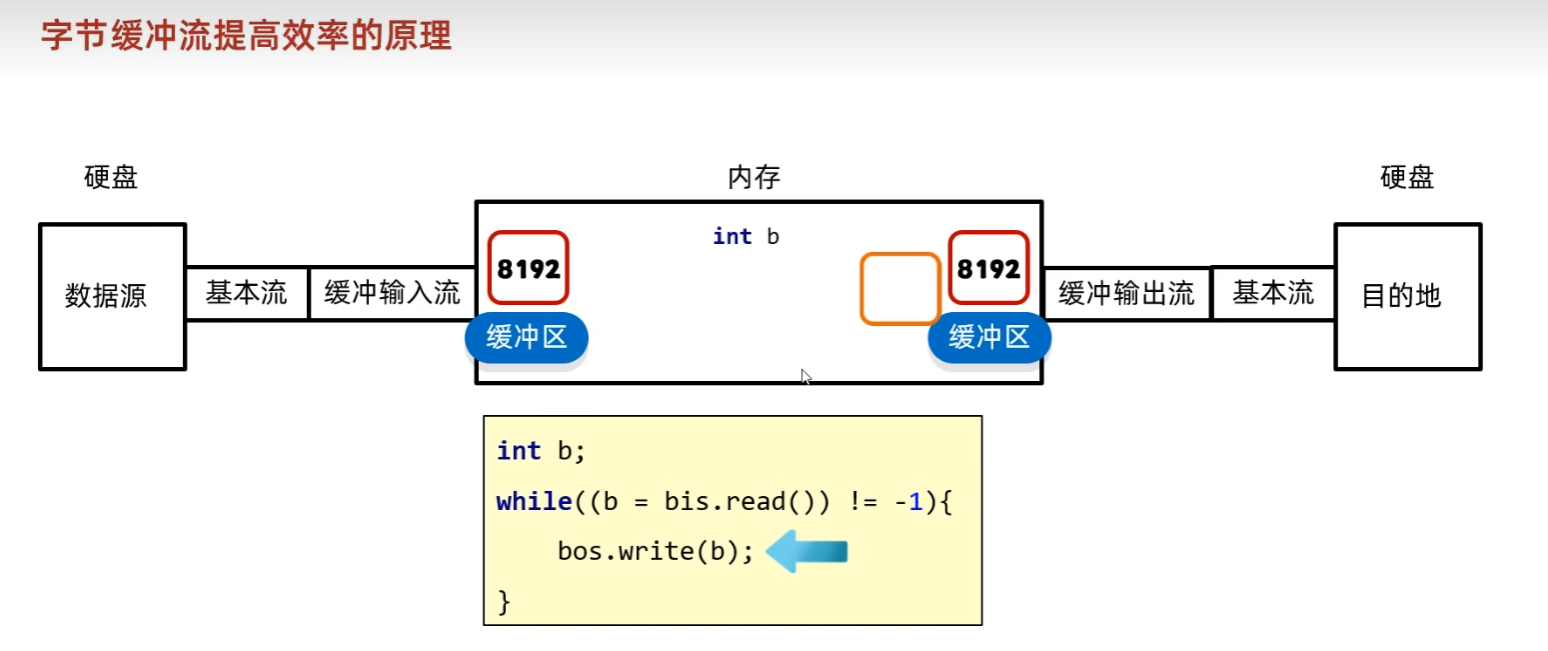 字节缓冲流提高效率的原理
硬盘
内存
硬盘
数据源
基本流
缓冲输入流
8192
缓冲区
int b
8192
缓冲区
缓冲输出流
基本流
目的地
int b;
while((b = bis.read()) != -1){
bos.write(b);
}